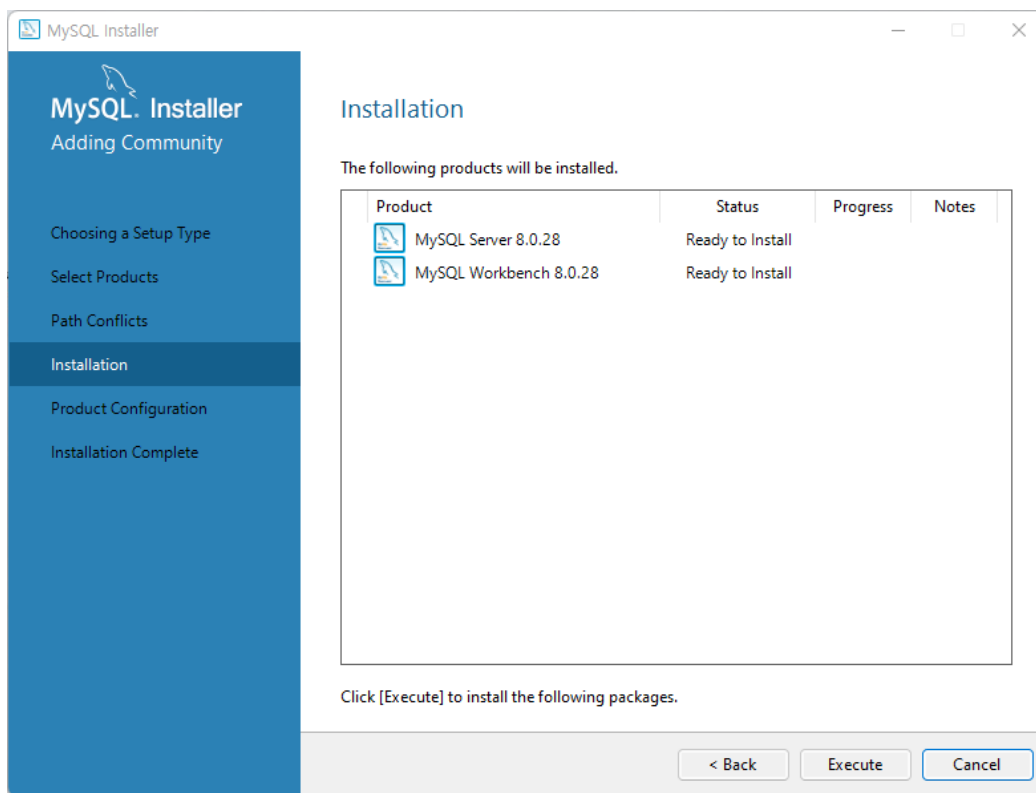 MySQL Installer
MySQL. Installer
Adding Community
Choosing a Setup Type
Select Products
Path Conflicts
Installation
Product Configuration
Installation Complete
Installation
The following products will be installed.
Product Status Progress Notes
MySQL Server 8.0.28 Ready to Install
MySQL Workbench 8.0.28 Ready to Install
Click [Execute] to install the following packages.
< Back Execute Cancel